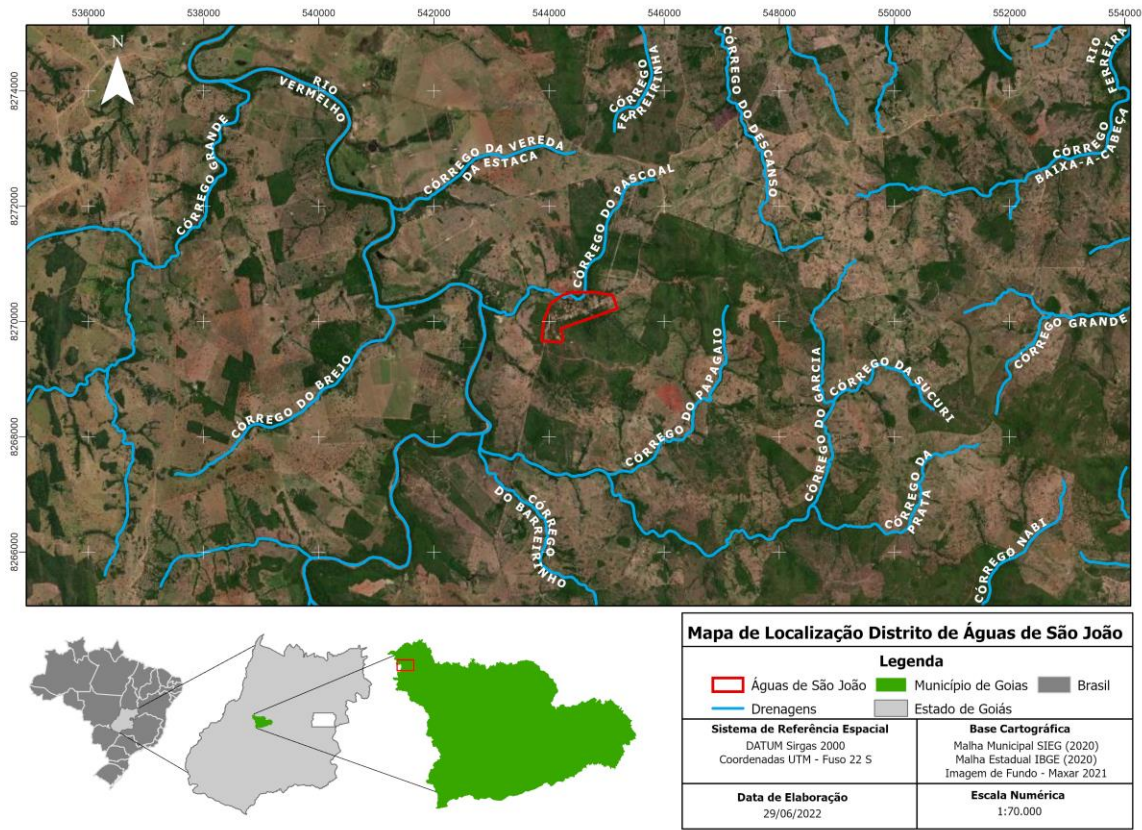 536000 538000 540000 542000 544000 546000 548000 550000 552000 554000
8274000
8272000
8270000
8268000
8266000
N
RIO
VERMELHO
CÓRREGO GRANDE
CÓRREGO DA VEREDA
DA ESTACA
CÓRREGO
FERREIRINHA
CÓRREGO DO DESCANSO
RIO
FERREIRA
CÓRREGO
BAIXA-A-CABEÇA
CÓRREGO DO PASCOAL
CÓRREGO DO BREJO
CÓRREGO DO PAPAGAIO
CÓRREGO DO GARCIA
CÓRREGO DA SUCURI
CÓRREGO GRANDE
CÓRREGO
DO BARREIRINHO
CÓRREGO DA
PRATA
CÓRREGO NABI
Mapa de Localização Distrito de Águas de São João
Legenda
Águas de São João Município de Goias Brasil
Drenagens Estado de Goiás
Sistema de Referência Espacial
DATUM Sirgas 2000
Coordenadas UTM - Fuso 22 S
Base Cartográfica
Malha Municipal SIEG (2020)
Malha Estadual IBGE (2020)
Imagem de Fundo - Maxar 2021
Data de Elaboração
29/06/2022
Escala Numérica
1:70.000